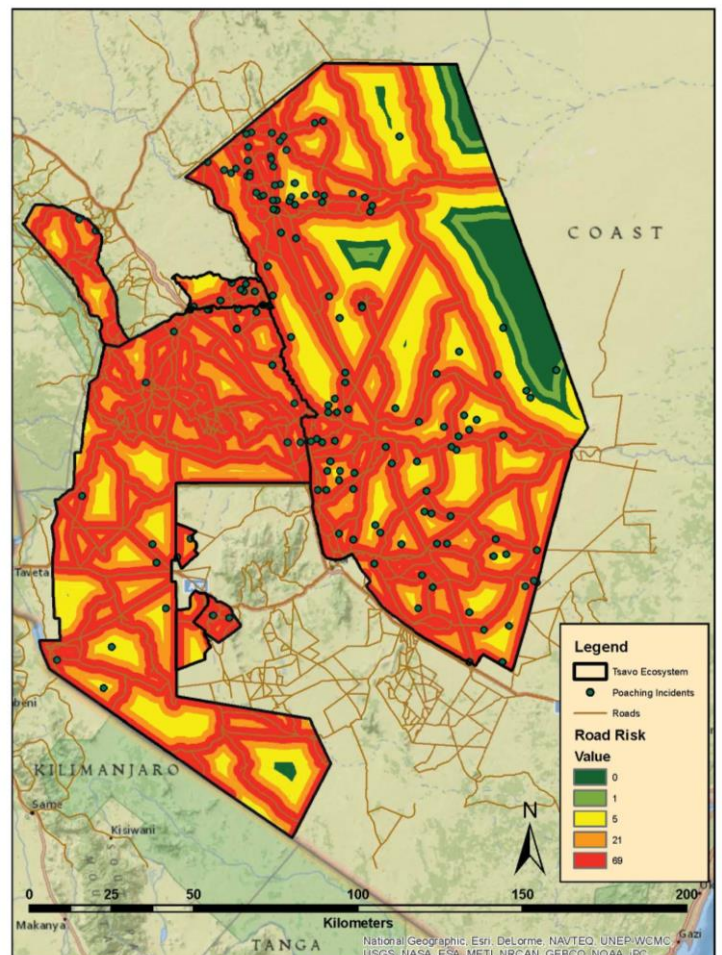 COAST
Taveta
A23
beni
KILIMANJARO
Same
Kisiwani
Makanya
TANGA
Gazi
Legend
Tsavo Ecosystem
Poaching Incidents
Roads
Road Risk
Value
0
1
5
21
69
N
0 25 50 100 150 200
Kilometers
National Geographic, Esri, DeLorme, NAVTEQ, UNEP-WCMC,
USGS, NASA, ESA, METI, NRCAN, GEBCO, NOAA, iPC